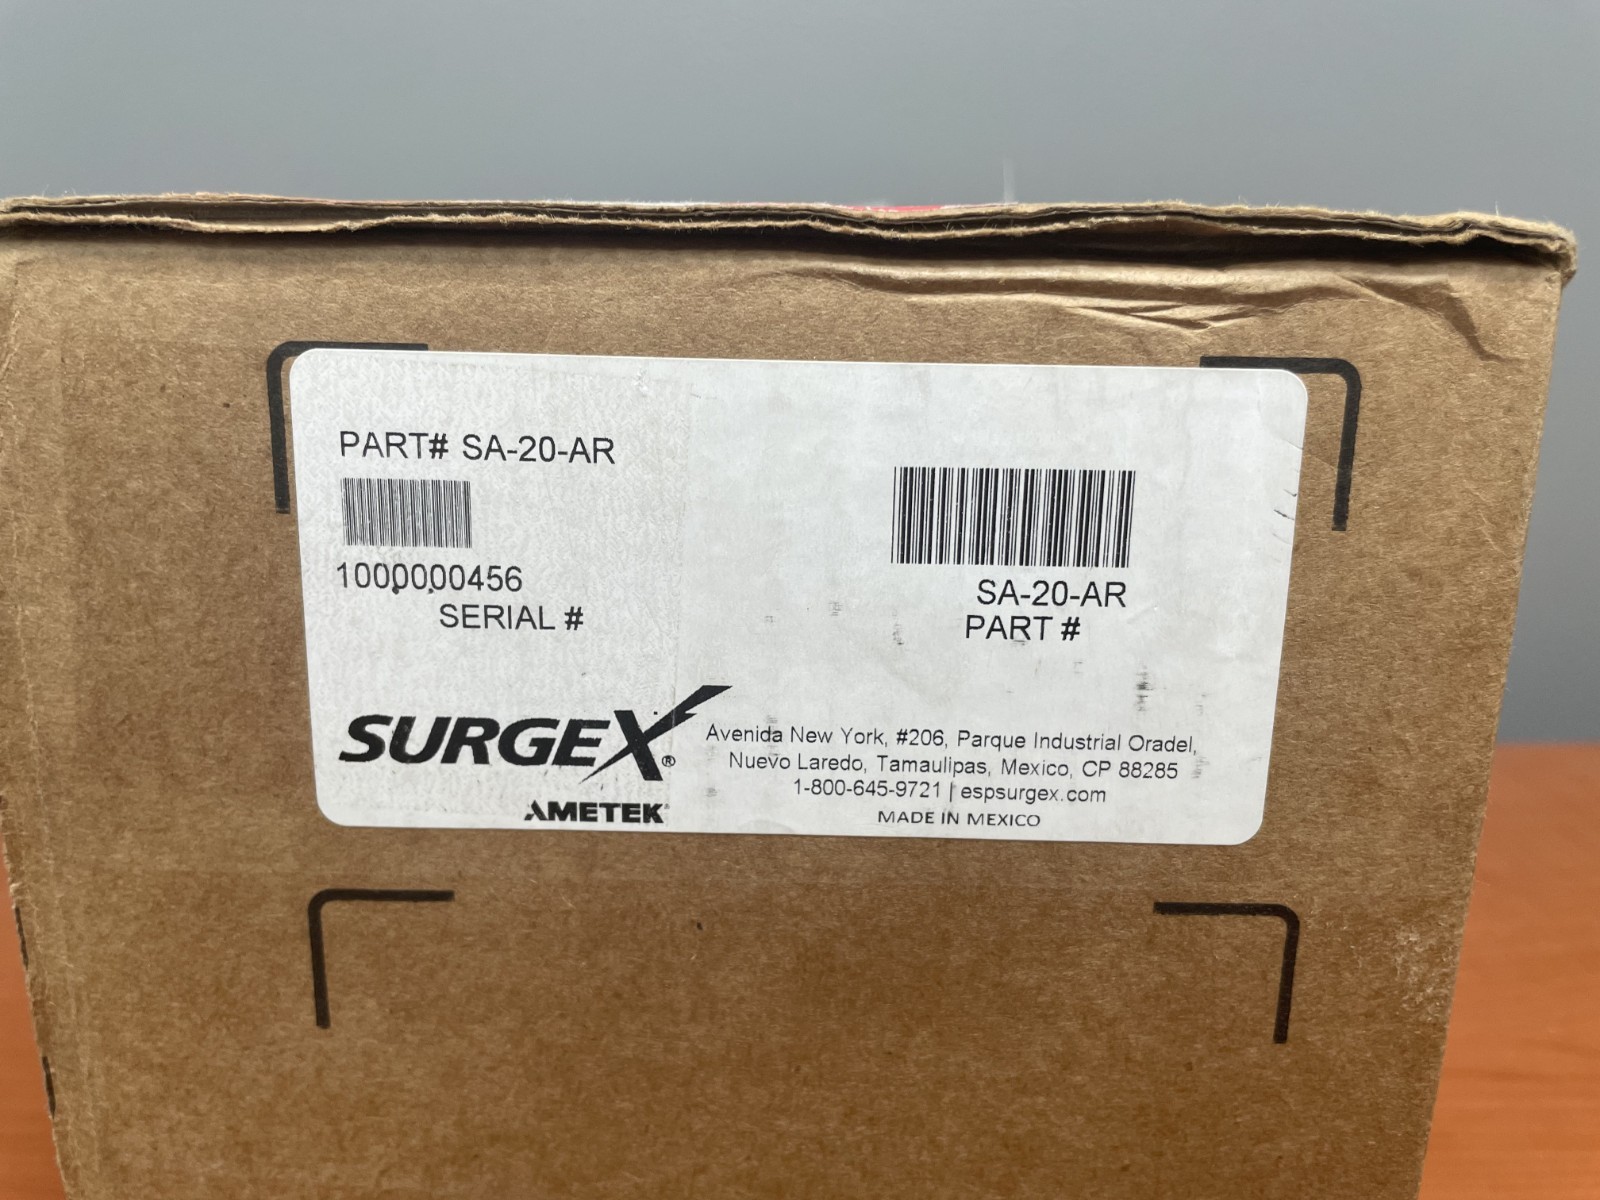 PART# SA-20-AR
1000000456
SERIAL #
SA-20-AR
PART #
SURGEX®
AMETEK®
Avenida New York, #206, Parque Industrial Oradel,
Nuevo Laredo, Tamaulipas, Mexico, CP 88285
1-800-645-9721 | espsurgex.com
MADE IN MEXICO